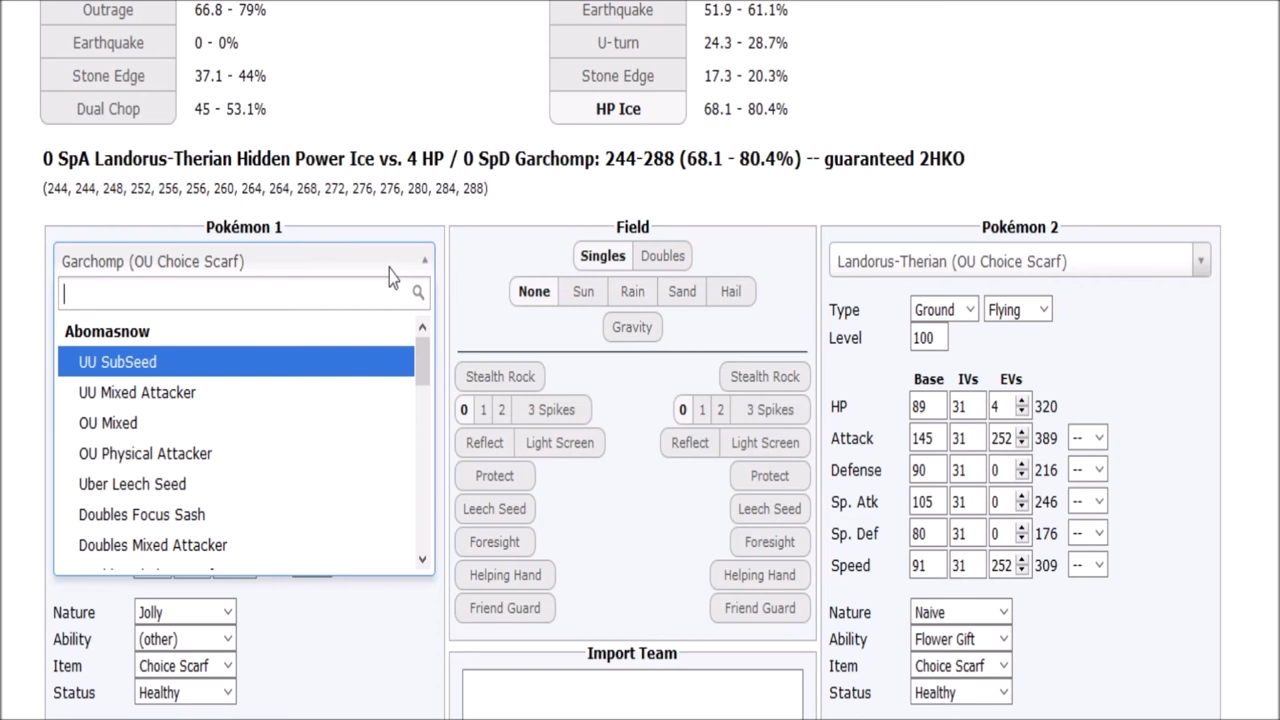 Outrage 66.8 - 79% Earthquake 51.9 - 61.1%
Earthquake 0 - 0% U-turn 24.3 - 28.7%
Stone Edge 37.1 - 44% Stone Edge 17.3 - 20.3%
Dual Chop 45 - 53.1% HP Ice 68.1 - 80.4%
0 SpA Landorus-Therian Hidden Power Ice vs. 4 HP / 0 SpD Garchomp: 244-288 (68.1 - 80.4%) -- guaranteed 2HKO
(244, 244, 248, 252, 256, 256, 260, 264, 264, 268, 272, 276, 276, 280, 284, 288)
Pokémon 1
Garchomp (OU Choice Scarf)
Abomasnow
UU SubSeed
UU Mixed Attacker
OU Mixed
OU Physical Attacker
Uber Leech Seed
Doubles Focus Sash
Doubles Mixed Attacker
Nature Jolly
Ability (other)
Item Choice Scarf
Status Healthy
Field
Singles Doubles
None Sun Rain Sand Hail
Gravity
Stealth Rock Stealth Rock
0 1 2 3 Spikes 0 1 2 3 Spikes
Reflect Light Screen Reflect Light Screen
Protect Protect
Leech Seed Leech Seed
Foresight Foresight
Helping Hand Helping Hand
Friend Guard Friend Guard
Import Team
Pokémon 2
Landorus-Therian (OU Choice Scarf)
Type Ground Flying
Level 100
Base IVs EVs
HP 89 31 4 320
Attack 145 31 252 389 --
Defense 90 31 0 216 --
Sp. Atk 105 31 0 246 --
Sp. Def 80 31 0 176 --
Speed 91 31 252 309 --
Nature Naive
Ability Flower Gift
Item Choice Scarf
Status Healthy